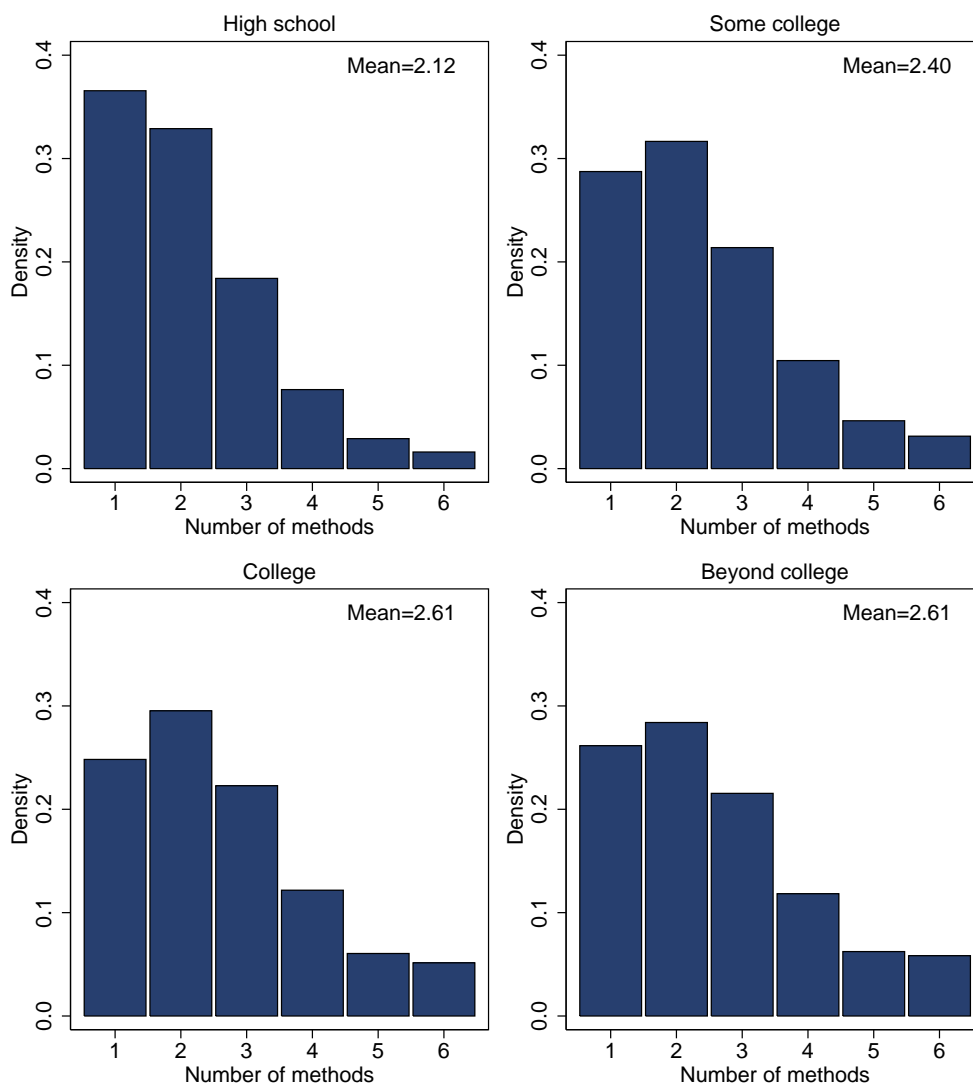 High school
Mean=2.12
Density
0.0 0.1 0.2 0.3 0.4
1 2 3 4 5 6
Number of methods
Some college
Mean=2.40
Density
0.0 0.1 0.2 0.3 0.4
1 2 3 4 5 6
Number of methods
College
Mean=2.61
Density
0.0 0.1 0.2 0.3 0.4
1 2 3 4 5 6
Number of methods
Beyond college
Mean=2.61
Density
0.0 0.1 0.2 0.3 0.4
1 2 3 4 5 6
Number of methods